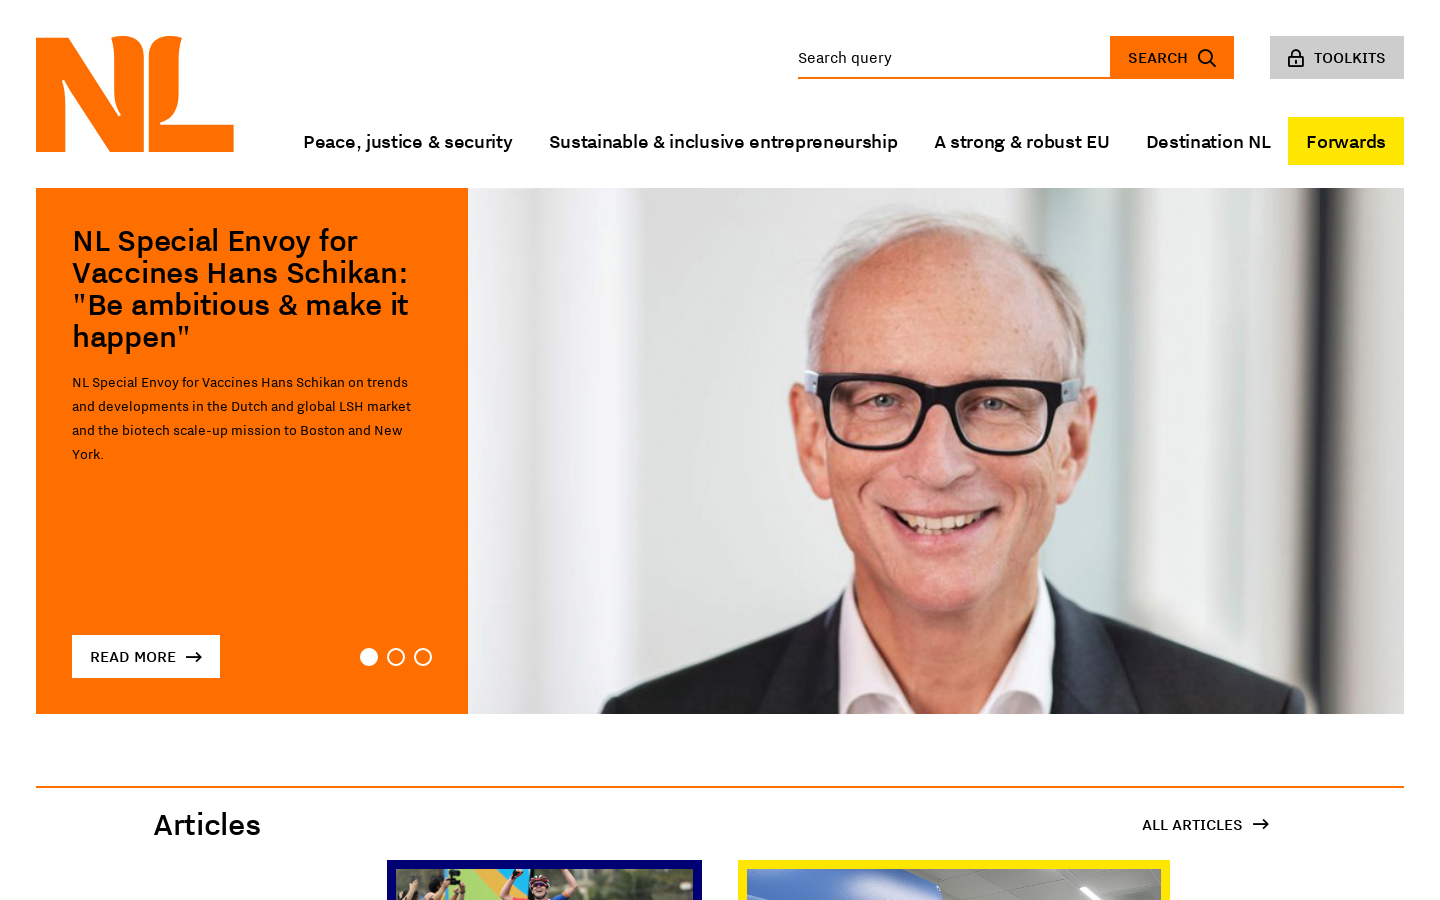 NL
Search query
SEARCH
TOOLKITS
Peace, justice & security
Sustainable & inclusive entrepreneurship
A strong & robust EU
Destination NL
Forwards
NL Special Envoy for
Vaccines Hans Schikan:
"Be ambitious & make it
happen"
NL Special Envoy for Vaccines Hans Schikan on trends
and developments in the Dutch and global LSH market
and the biotech scale-up mission to Boston and New
York.
READ MORE
Articles
ALL ARTICLES